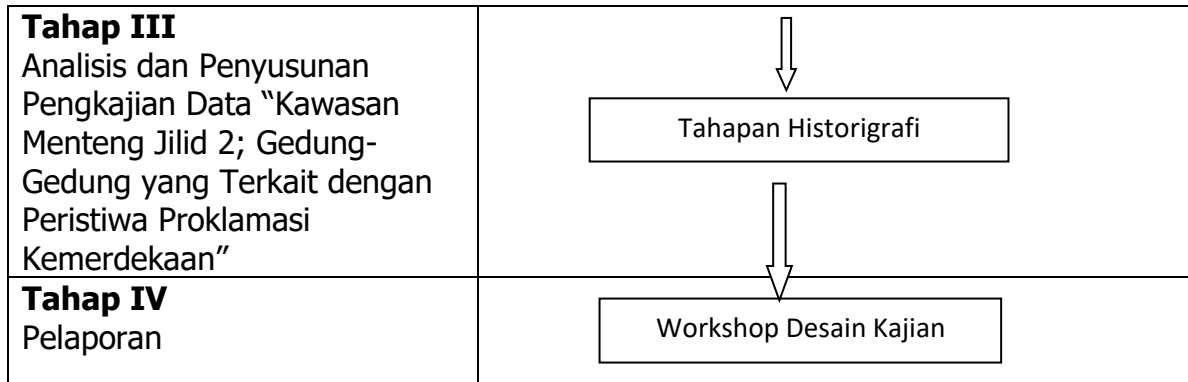 Tahap III
Analisis dan Penyusunan
Pengkajian Data “Kawasan
Menteng Jilid 2; Gedung-
Gedung yang Terkait dengan
Peristiwa Proklamasi
Kemerdekaan”
Tahapan Historigrafi
Tahap IV
Pelaporan
Workshop Desain Kajian